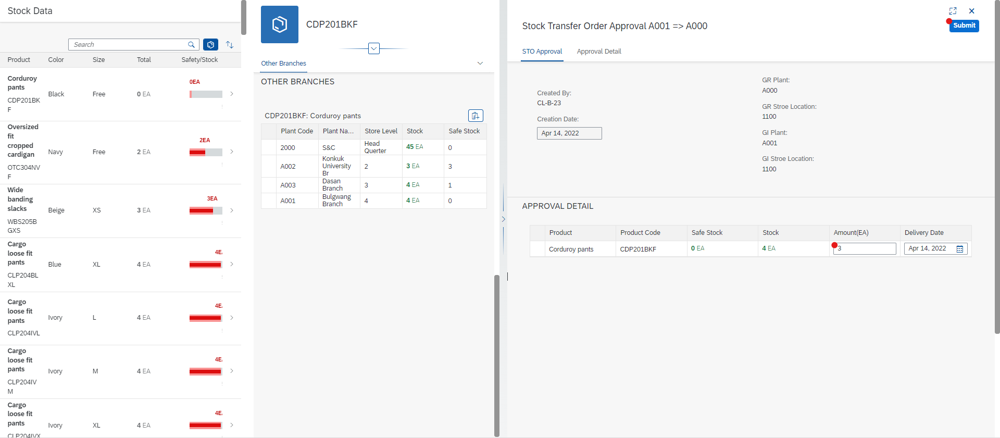 Stock Data
Search
Product Color Size Total Safety/Stock
Corduroy
pants
CDP201BK
F
Black Free 0 EA 0EA
Oversized
fit
cropped
cardigan
OTC304NV
F
Navy Free 2 EA 2EA
Wide
banding
slacks
WBS205B
GXS
Beige XS 3 EA 3EA
Cargo
loose fit
pants
CLP204BL
XL
Blue XL 4 EA 4E
Cargo
loose fit
pants
CLP204IVL
Ivory L 4 EA 4E
Cargo
loose fit
pants
CLP204IV
M
Ivory M 4 EA 4E
Cargo
loose fit
pants
CLP204IVX
Ivory XL 4 EA 4E
CDP201BKF
Other Branches
OTHER BRANCHES
CDP201BKF: Corduroy pants
Plant Code Plant Na... Store Level Stock Safe Stock
2000 S&C Head
Querter 45 EA 0
A002 Konkuk
University
Br 2 3 EA 3
A003 Dasan
Branch 3 4 EA 1
A001 Bulgwang
Branch 4 4 EA 0
Stock Transfer Order Approval A001 => A000
Submit
STO Approval Approval Detail
Created By:
CL-B-23
Creation Date:
Apr 14, 2022
GR Plant:
A000
GR Stroe Location:
1100
GI Plant:
A001
GI Stroe Location:
1100
APPROVAL DETAIL
Product Product Code Safe Stock Stock Amount(EA) Delivery Date
Corduroy pants CDP201BKF 0 EA 4 EA 3 Apr 14, 2022